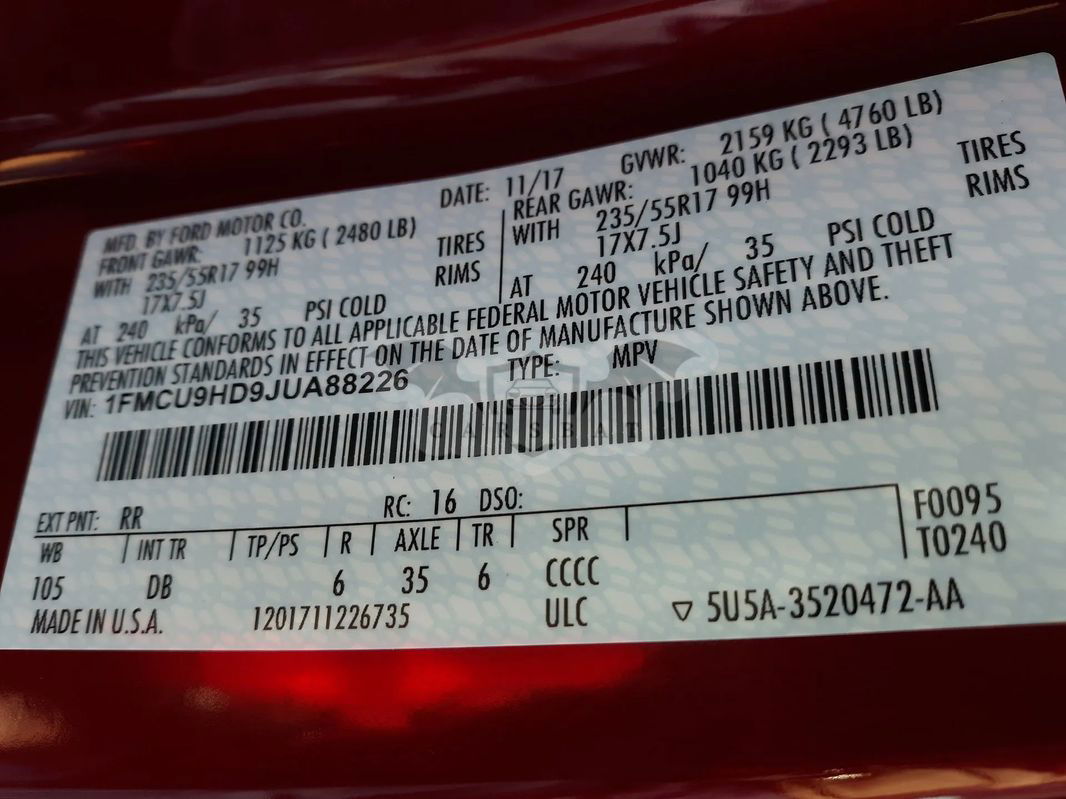 MFD. BY FORD MOTOR CO. DATE: 11/17 GVWR: 2159 KG ( 4760 LB)
FRONT GAWR: 1125 KG ( 2480 LB) REAR GAWR: 1040 KG ( 2293 LB)
WITH 235/55R17 99H TIRES WITH 235/55R17 99H TIRES
17X7.5J RIMS 17X7.5J RIMS
AT 240 kPa/ 35 PSI COLD AT 240 kPa/ 35 PSI COLD
THIS VEHICLE CONFORMS TO ALL APPLICABLE FEDERAL MOTOR VEHICLE SAFETY AND THEFT
PREVENTION STANDARDS IN EFFECT ON THE DATE OF MANUFACTURE SHOWN ABOVE.
VIN: 1FMCU9HD9JUA88226 TYPE: MPV
CARSBAT
EXT PNT: RR RC: 16 DSO: F0095
WB INT TR TP/PS R AXLE TR SPR T0240
105 DB 6 35 6 CCCC
MADE IN U.S.A. 1201711226735 ULC 5U5A-3520472-AA